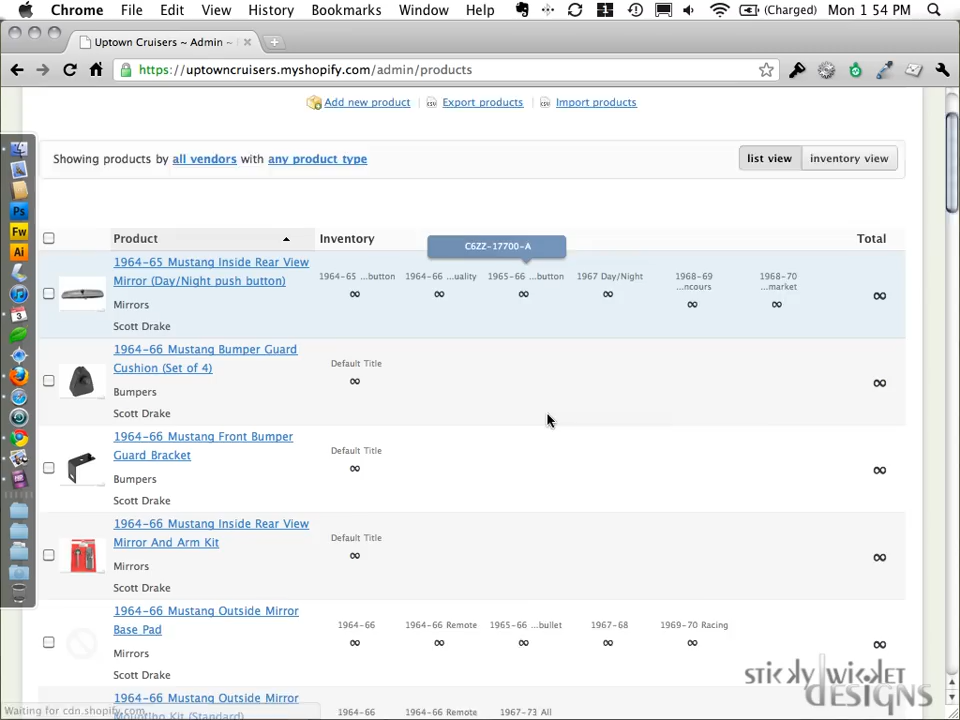 Chrome File Edit View History Bookmarks Window Help (Charged) Mon 1:54 PM
Uptown Cruisers ~ Admin ~
https://uptowncruisers.myshopify.com/admin/products
Add new product | Export products | Import products
Showing products by all vendors with any product type
list view inventory view
Product Inventory Total
C6ZZ-17700-A
1964-65 Mustang Inside Rear View
Mirror (Day/Night push button)
Mirrors
Scott Drake
1964-65 ...button 1964-66 ...uality 1965-66 ...button 1967 Day/Night 1968-69 ...ncours 1968-70 ...market
∞ ∞ ∞ ∞ ∞ ∞ ∞
1964-66 Mustang Bumper Guard
Cushion (Set of 4)
Bumpers
Scott Drake
Default Title
∞ ∞
1964-66 Mustang Front Bumper
Guard Bracket
Bumpers
Scott Drake
Default Title
∞ ∞
1964-66 Mustang Inside Rear View
Mirror And Arm Kit
Mirrors
Scott Drake
Default Title
∞ ∞
1964-66 Mustang Outside Mirror
Base Pad
Mirrors
Scott Drake
1964-66 1964-66 Remote 1965-66 ...bullet 1967-68 1969-70 Racing
∞ ∞ ∞ ∞ ∞ ∞
1964-66 Mustang Outside Mirror
Mounting Kit (Standard)
1964-66 1964-66 Remote 1967-73 All
Waiting for cdn.shopify.com...
Ps
Fw
Ai
3
sticky wicket
DESIGNS